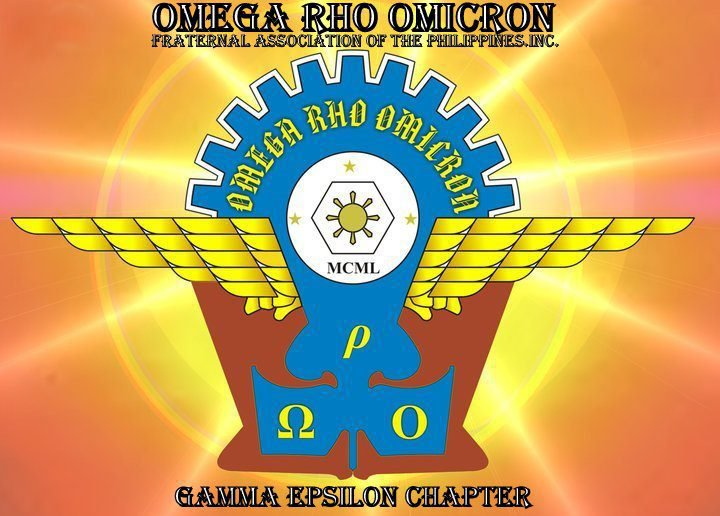 OMEGA RHO OMICRON
FRATERNAL ASSOCIATION OF THE PHILIPPINES.INC.
OMEGA RHO OMICRON
MCML
ρ
Ω Ο
GAMMA EPSILON CHAPTER